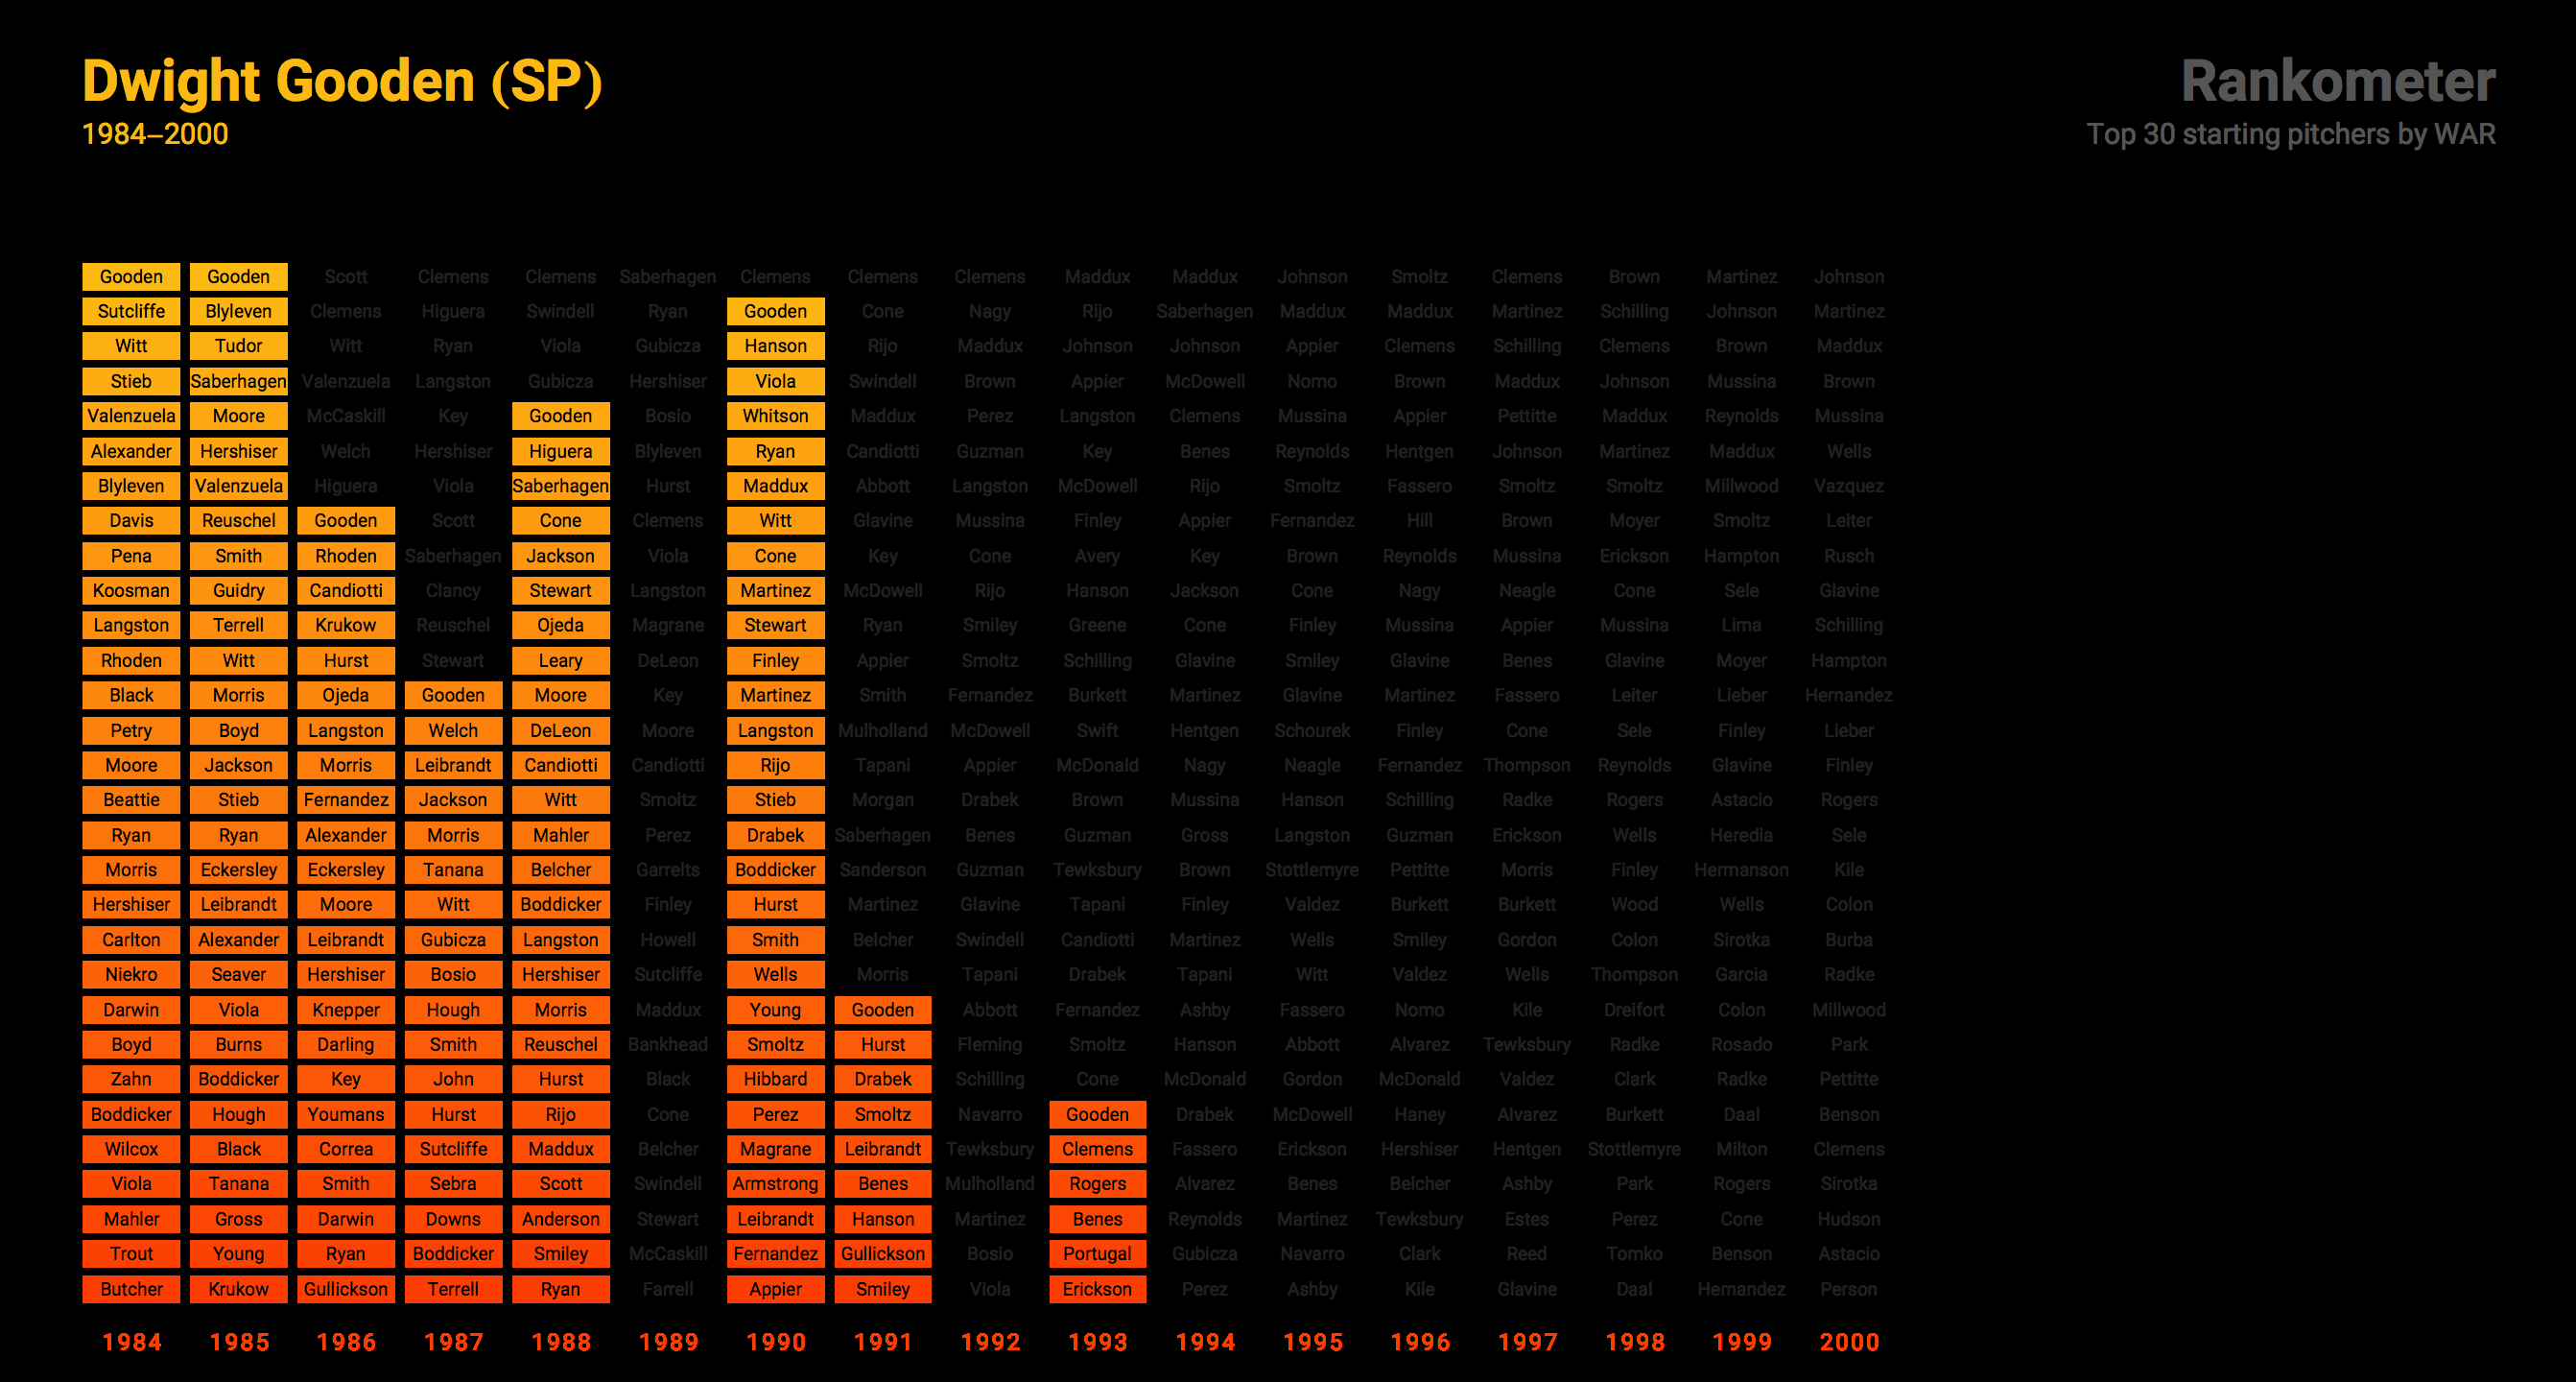 Dwight Gooden (SP)
1984–2000
Rankometer
Top 30 starting pitchers by WAR
Gooden Gooden Scott Clemens Clemens Saberhagen Clemens Clemens Clemens Maddux Maddux Johnson Smoltz Clemens Brown Martinez Johnson
Sutcliffe Blyleven Clemens Higuera Swindell Ryan Gooden Cone Nagy Rijo Saberhagen Maddux Maddux Martinez Schilling Johnson Martinez
Witt Tudor Witt Ryan Viola Gubicza Hanson Rijo Maddux Johnson Johnson Appier Clemens Schilling Clemens Brown Maddux
Stieb Saberhagen Valenzuela Langston Gubicza Hershiser Viola Swindell Brown Appier McDowell Nomo Brown Maddux Johnson Mussina Brown
Valenzuela Moore McCaskill Key Gooden Bosio Whitson Maddux Perez Langston Clemens Mussina Appier Pettitte Maddux Reynolds Mussina
Alexander Hershiser Welch Hershiser Higuera Blyleven Ryan Candiotti Guzman Key Benes Reynolds Hentgen Johnson Martinez Maddux Wells
Blyleven Valenzuela Higuera Viola Saberhagen Hurst Maddux Abbott Langston McDowell Rijo Smoltz Fassero Smoltz Smoltz Millwood Vazquez
Davis Reuschel Gooden Scott Cone Clemens Witt Glavine Mussina Finley Appier Fernandez Hill Brown Moyer Smoltz Leiter
Pena Smith Rhoden Saberhagen Jackson Viola Cone Key Cone Avery Key Brown Reynolds Mussina Erickson Hampton Rusch
Koosman Guidry Candiotti Clancy Stewart Langston Martinez McDowell Rijo Hanson Jackson Cone Nagy Neagle Cone Sele Glavine
Langston Terrell Krukow Reuschel Ojeda Magrane Stewart Ryan Smiley Greene Cone Finley Mussina Appier Mussina Lima Schilling
Rhoden Witt Hurst Stewart Leary DeLeon Finley Appier Smoltz Schilling Glavine Smiley Glavine Benes Glavine Moyer Hampton
Black Morris Ojeda Gooden Moore Key Martinez Smith Fernandez Burkett Martinez Glavine Martinez Fassero Leiter Lieber Hernandez
Petry Boyd Langston Welch DeLeon Moore Langston Mulholland McDowell Swift Hentgen Schourek Finley Cone Sele Finley Lieber
Moore Jackson Morris Leibrandt Candiotti Candiotti Rijo Tapani Appier McDonald Nagy Neagle Fernandez Thompson Reynolds Glavine Finley
Beattie Stieb Fernandez Jackson Witt Smoltz Stieb Morgan Drabek Brown Mussina Hanson Schilling Radke Rogers Astacio Rogers
Ryan Ryan Alexander Morris Mahler Perez Drabek Saberhagen Benes Guzman Gross Langston Guzman Erickson Wells Heredia Sele
Morris Eckersley Eckersley Tanana Belcher Garrelts Boddicker Sanderson Guzman Tewksbury Brown Stottlemyre Pettitte Morris Finley Hermanson Kile
Hershiser Leibrandt Moore Witt Boddicker Finley Hurst Martinez Glavine Tapani Finley Valdez Burkett Burkett Wood Wells Colon
Carlton Alexander Leibrandt Gubicza Langston Howell Smith Belcher Swindell Candiotti Martinez Wells Smiley Gordon Colon Sirotka Burba
Niekro Seaver Hershiser Bosio Hershiser Sutcliffe Wells Morris Tapani Drabek Tapani Witt Valdez Wells Thompson Garcia Radke
Darwin Viola Knepper Hough Morris Maddux Young Gooden Abbott Fernandez Ashby Fassero Nomo Kile Dreifort Colon Millwood
Boyd Burns Darling Smith Reuschel Bankhead Smoltz Hurst Fleming Smoltz Hanson Abbott Alvarez Tewksbury Radke Rosado Park
Zahn Boddicker Key John Hurst Black Hibbard Drabek Schilling Cone McDonald Gordon McDonald Valdez Clark Radke Pettitte
Boddicker Hough Youmans Hurst Rijo Cone Perez Smoltz Navarro Gooden Drabek McDowell Haney Alvarez Burkett Daal Benson
Wilcox Black Correa Sutcliffe Maddux Belcher Magrane Leibrandt Tewksbury Clemens Fassero Erickson Hershiser Hentgen Stottlemyre Milton Clemens
Viola Tanana Smith Sebra Scott Swindell Armstrong Benes Mulholland Rogers Alvarez Benes Belcher Ashby Park Rogers Sirotka
Mahler Gross Darwin Downs Anderson Stewart Leibrandt Hanson Martinez Benes Reynolds Martinez Tewksbury Estes Perez Cone Hudson
Trout Young Ryan Boddicker Smiley McCaskill Fernandez Gullickson Bosio Portugal Gubicza Navarro Clark Reed Tomko Benson Astacio
Butcher Krukow Gullickson Terrell Ryan Farrell Appier Smiley Viola Erickson Perez Ashby Kile Glavine Daal Hernandez Person
1984 1985 1986 1987 1988 1989 1990 1991 1992 1993 1994 1995 1996 1997 1998 1999 2000